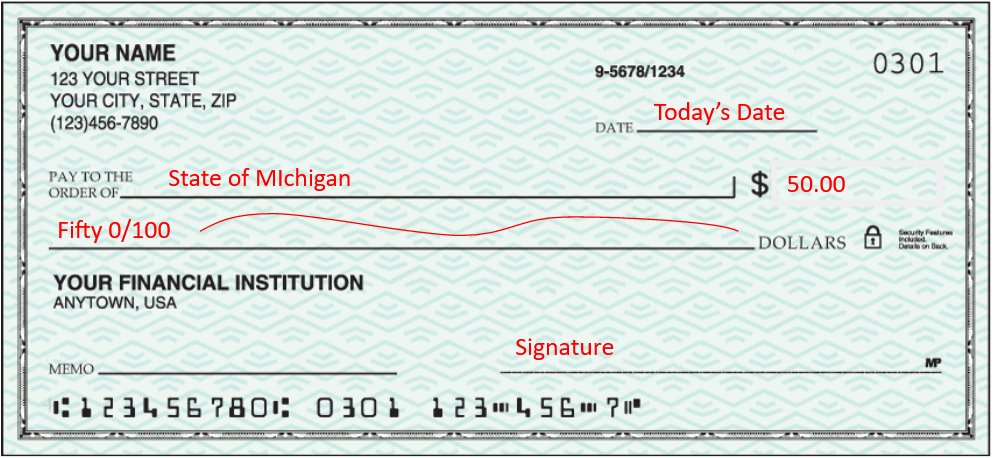 YOUR NAME
123 YOUR STREET
YOUR CITY, STATE, ZIP
(123)456-7890
9-5678/1234
0301
DATE Today's Date
PAY TO THE
ORDER OF State of MIchigan $ 50.00
Fifty 0/100 DOLLARS
Security Features
Included.
Details on Back.
YOUR FINANCIAL INSTITUTION
ANYTOWN, USA
MEMO Signature
MP
⑆123456780⑆ 0301 123⑉456⑉7⑈